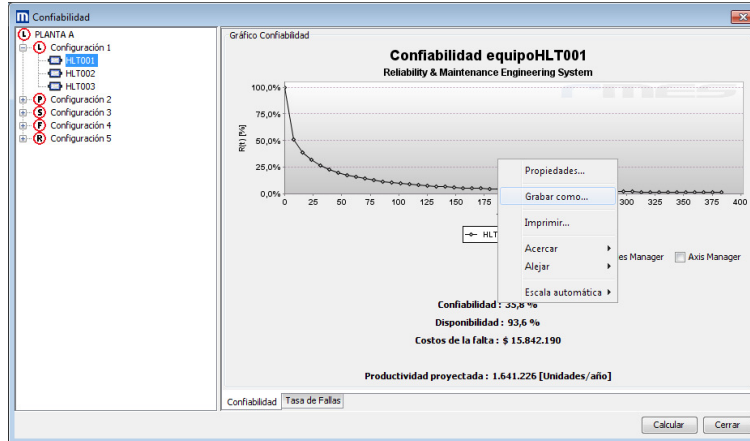 Confiabilidad
L PLANTA A
L Configuración 1
HLT001
HLT002
HLT003
P Configuración 2
S Configuración 3
F Configuración 4
R Configuración 5
Gráfico Confiabilidad
Confiabilidad equipoHLT001
Reliability & Maintenance Engineering System
rmes
R(t) [%]
100,0%
75,0%
50,0%
25,0%
0,0%
0 25 50 75 100 125 150 175 300 325 350 375 400
HLT
Propiedades...
Grabar como...
Imprimir...
Acercar
Alejar
Escala automática
es Manager Axis Manager
Confiabilidad : 35,8 %
Disponibilidad : 93,6 %
Costos de la falta : $ 15.842.190
Productividad proyectada : 1.641.226 [Unidades/año]
Confiabilidad Tasa de Fallas
Calcular Cerrar